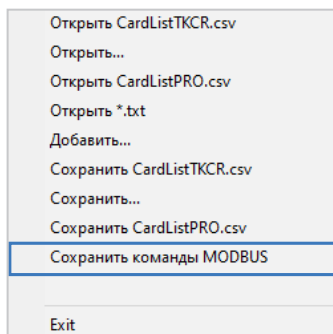 Открыть CardListTKCR.csv
Открыть...
Открыть CardListPRO.csv
Открыть *.txt
Добавить...
Сохранить CardListTKCR.csv
Сохранить...
Сохранить CardListPRO.csv
Сохранить команды MODBUS
Exit